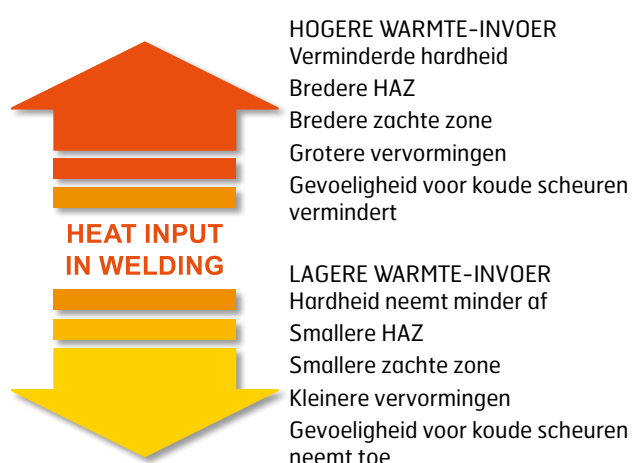 HOGERE WARMTE-INVOER
Verminderde hardheid
Bredere HAZ
Bredere zachte zone
Grotere vervormingen
Gevoeligheid voor koude scheuren
vermindert
HEAT INPUT
IN WELDING
LAGERE WARMTE-INVOER
Hardheid neemt minder af
Smallere HAZ
Smallere zachte zone
Kleinere vervormingen
Gevoeligheid voor koude scheuren
neemt toe